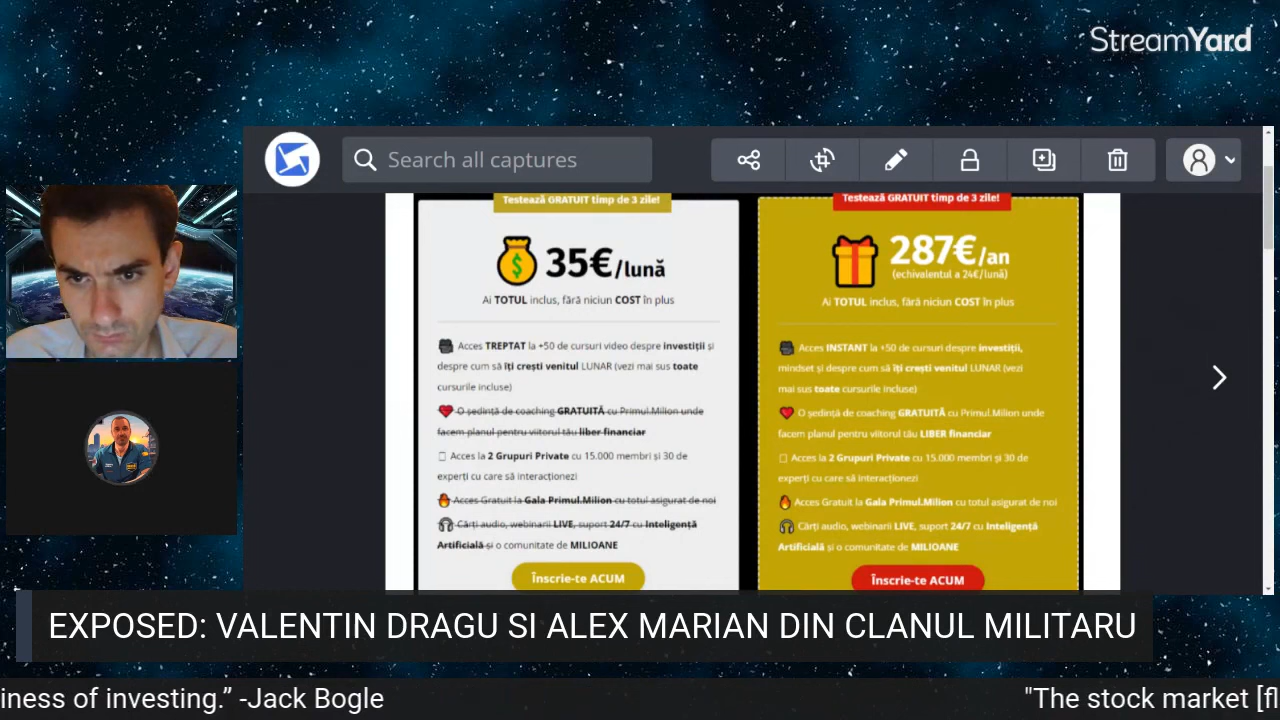 StreamYard
Search all captures
Testează GRATUIT timp de 3 zile!
35€/lună
Ai TOTUL inclus, fără niciun COST în plus
Acces TREPTAT la +50 de cursuri video despre investiții și
despre cum să îți crești venitul LUNAR (vezi mai sus toate
cursurile incluse)
O ședință de coaching GRATUITĂ cu Primul.Milion unde
facem planul pentru viitorul tău liber financiar
Acces la 2 Grupuri Private cu 15.000 membri și 30 de
experți cu care să interacționezi
Acces Gratuit la Gala Primul.Milion cu totul asigurat de noi
Cărți audio, webinarii LIVE, suport 24/7 cu Inteligență
Artificială și o comunitate de MILIOANE
Înscrie-te ACUM
Testează GRATUIT timp de 3 zile!
287€/an
(echivalentul a 24€/lună)
Ai TOTUL inclus, fără niciun COST în plus
Acces INSTANT la +50 de cursuri despre investiții,
mindset și despre cum să îți crești venitul LUNAR (vezi
mai sus toate cursurile incluse)
O ședință de coaching GRATUITĂ cu Primul.Milion unde
facem planul pentru viitorul tău LIBER financiar
Acces la 2 Grupuri Private cu 15.000 membri și 30 de
experți cu care să interacționezi
Acces Gratuit la Gala Primul.Milion cu totul asigurat de noi
Cărți audio, webinarii LIVE, suport 24/7 cu Inteligență
Artificială și o comunitate de MILIOANE
Înscrie-te ACUM
EXPOSED: VALENTIN DRAGU SI ALEX MARIAN DIN CLANUL MILITARU
iness of investing.” -Jack Bogle
"The stock market [fl